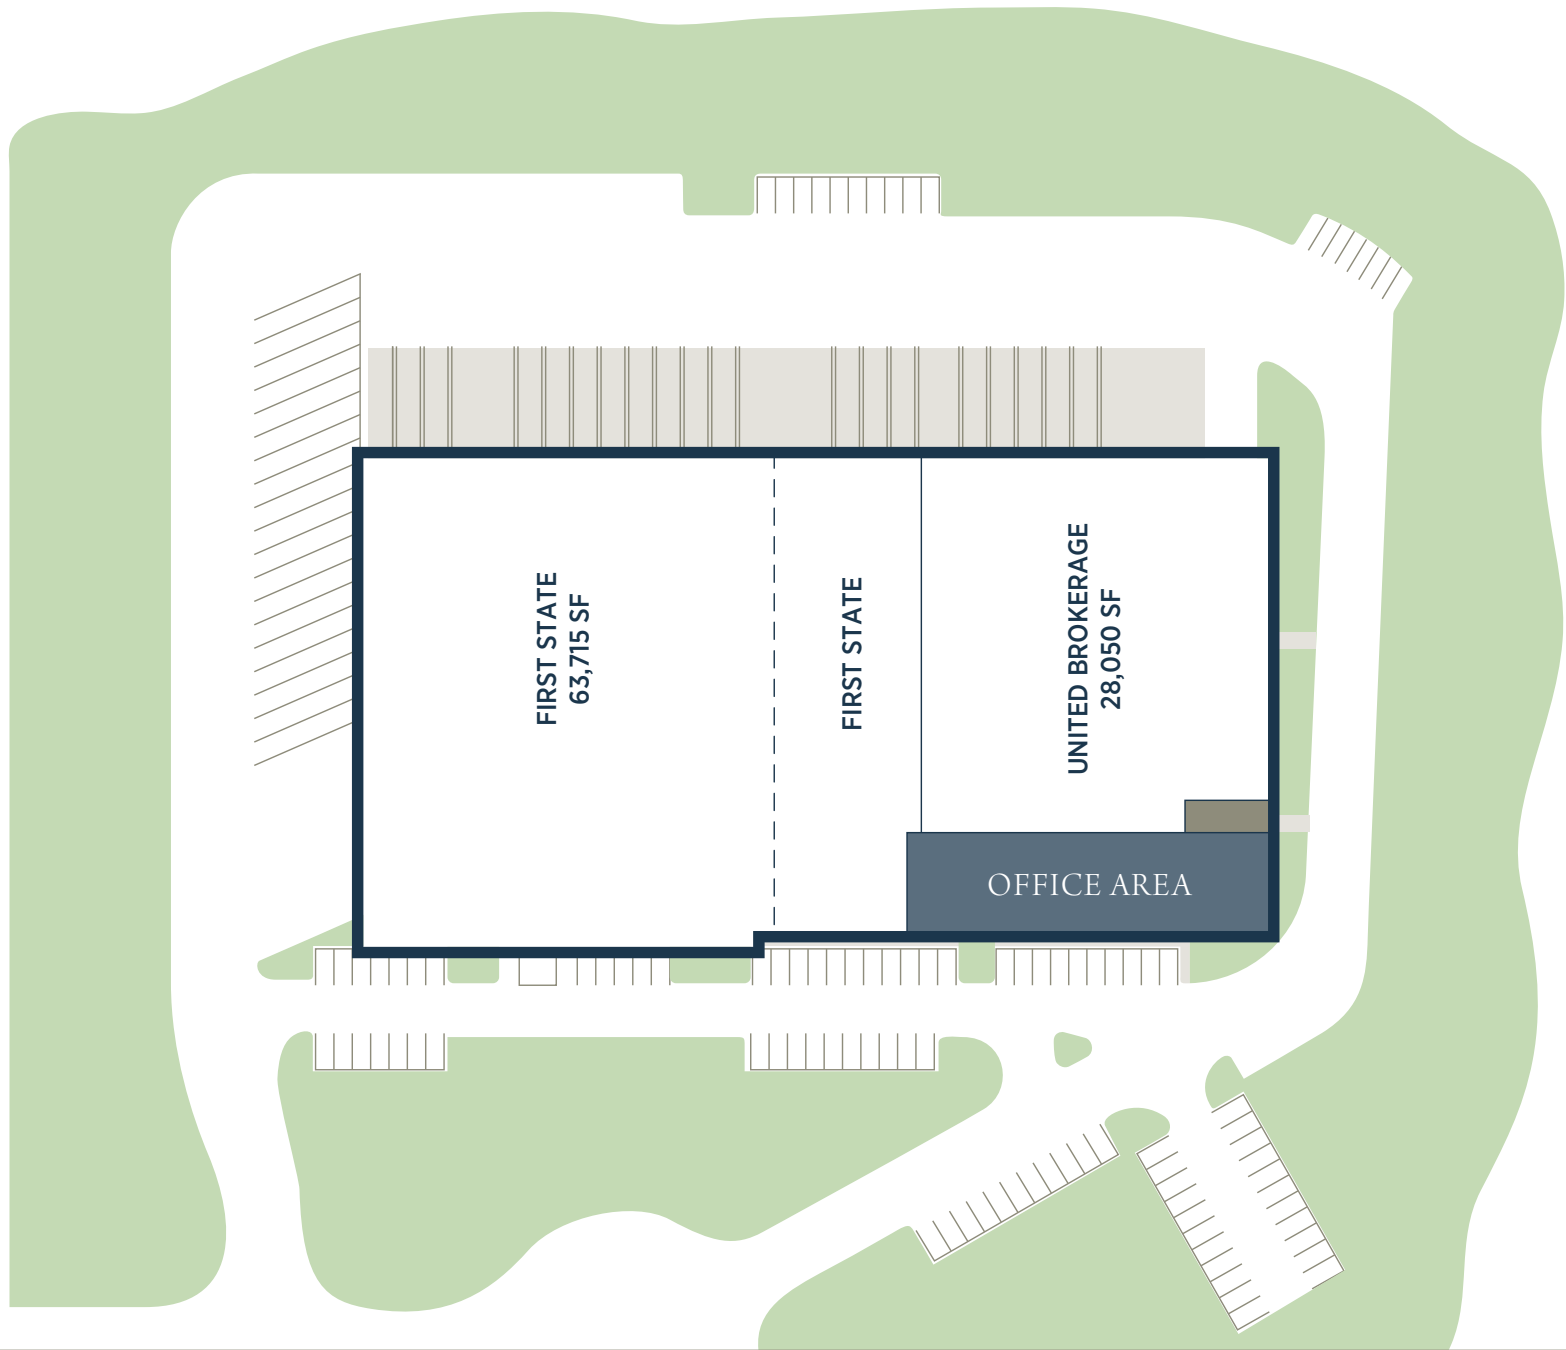 FIRST STATE
63,715 SF
FIRST STATE
UNITED BROKERAGE
28,050 SF
OFFICE AREA